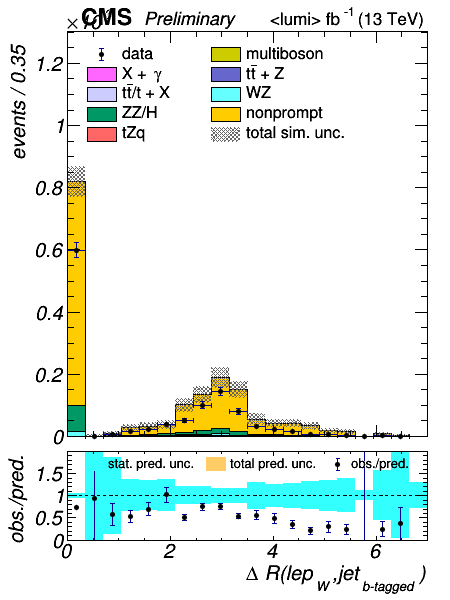 ×10 CMS Preliminary <lumi> fb⁻¹ (13 TeV)
events / 0.35
data
multiboson
X + γ
tt̄ + Z
tt̄/t + X
WZ
ZZ/H
nonprompt
tZq
total sim. unc.
1.2
1
0.8
0.6
0.4
0.2
0
obs./pred.
stat. pred. unc. total pred. unc. obs./pred.
1.5
1
0.5
0
0 2 4 6
Δ R(lep_W, jet_b-tagged)